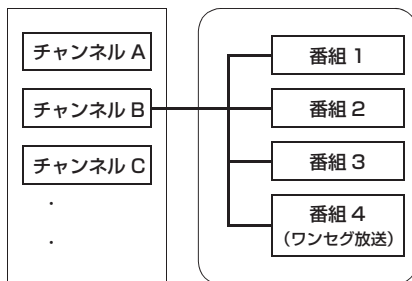 チャンネル A
チャンネル B
チャンネル C
・
・
番組 1
番組 2
番組 3
番組 4
（ワンセグ放送）